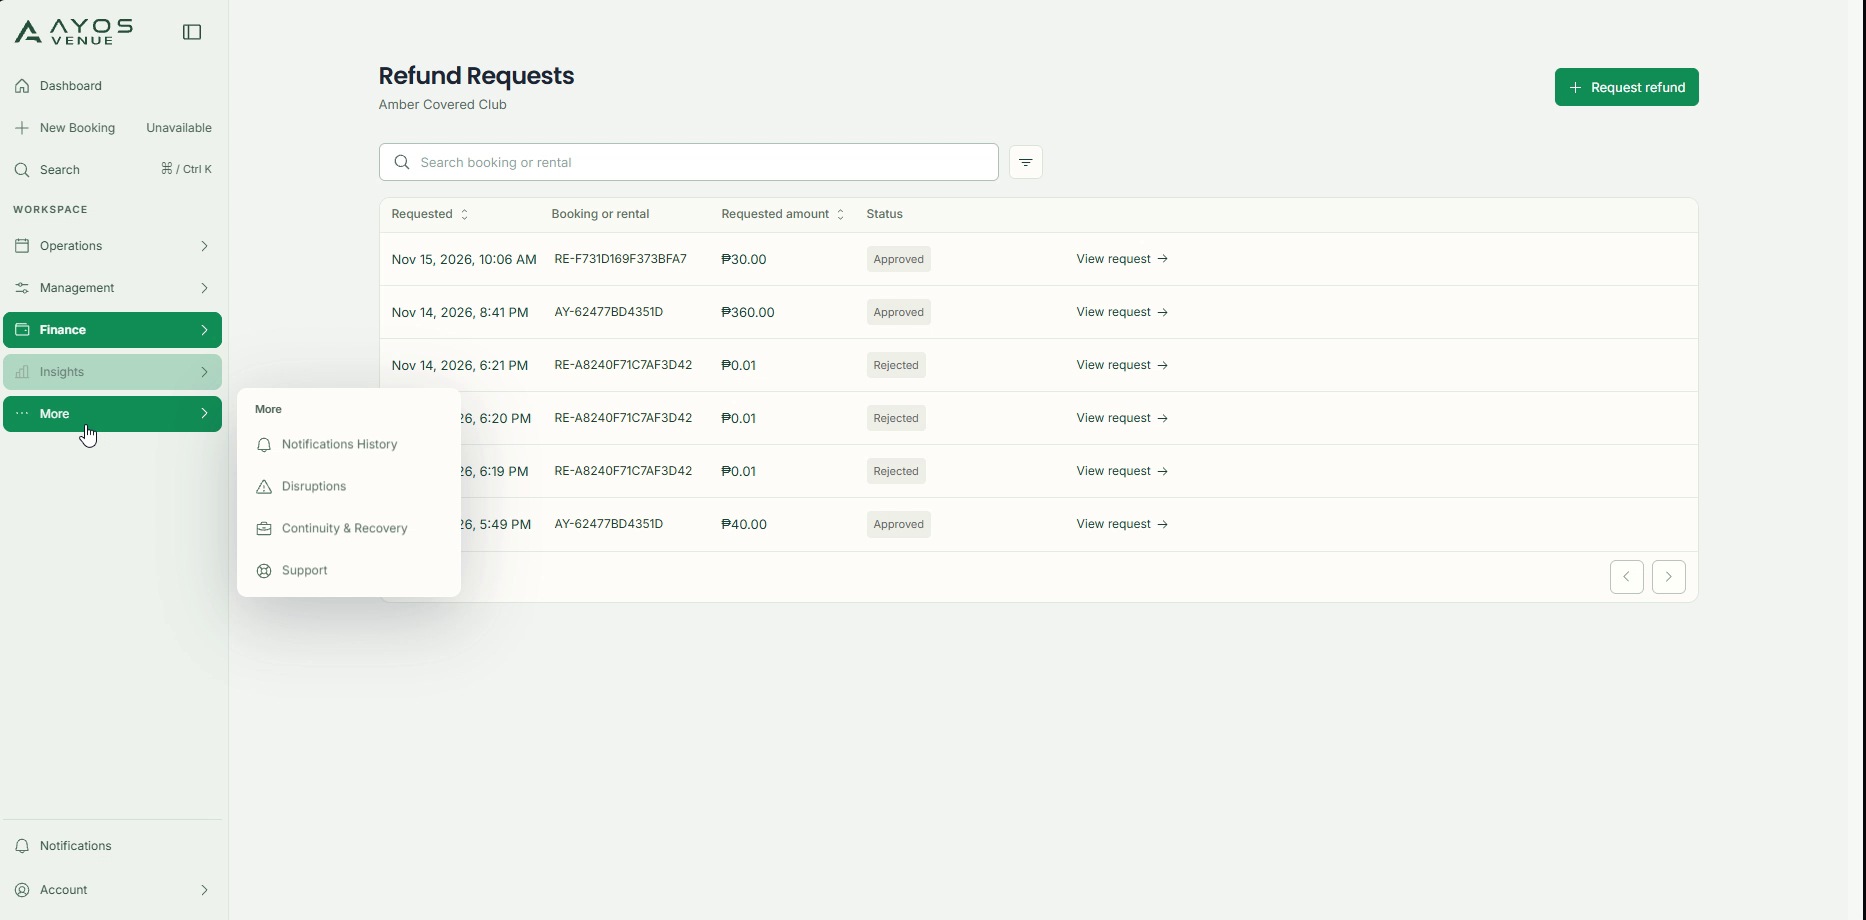 AYOS
VENUE
Dashboard
New Booking Unavailable
Search ⌘ / Ctrl K
WORKSPACE
Operations
Management
Finance
Insights
More
Notifications
Account
Refund Requests
Amber Covered Club
+ Request refund
Search booking or rental
Requested Booking or rental Requested amount Status
Nov 15, 2026, 10:06 AM RE-F731D169F373BFA7 ₱30.00 Approved View request →
Nov 14, 2026, 8:41 PM AY-62477BD4351D ₱360.00 Approved View request →
Nov 14, 2026, 6:21 PM RE-A8240F71C7AF3D42 ₱0.01 Rejected View request →
26, 6:20 PM RE-A8240F71C7AF3D42 ₱0.01 Rejected View request →
26, 6:19 PM RE-A8240F71C7AF3D42 ₱0.01 Rejected View request →
26, 5:49 PM AY-62477BD4351D ₱40.00 Approved View request →
More
Notifications History
Disruptions
Continuity & Recovery
Support